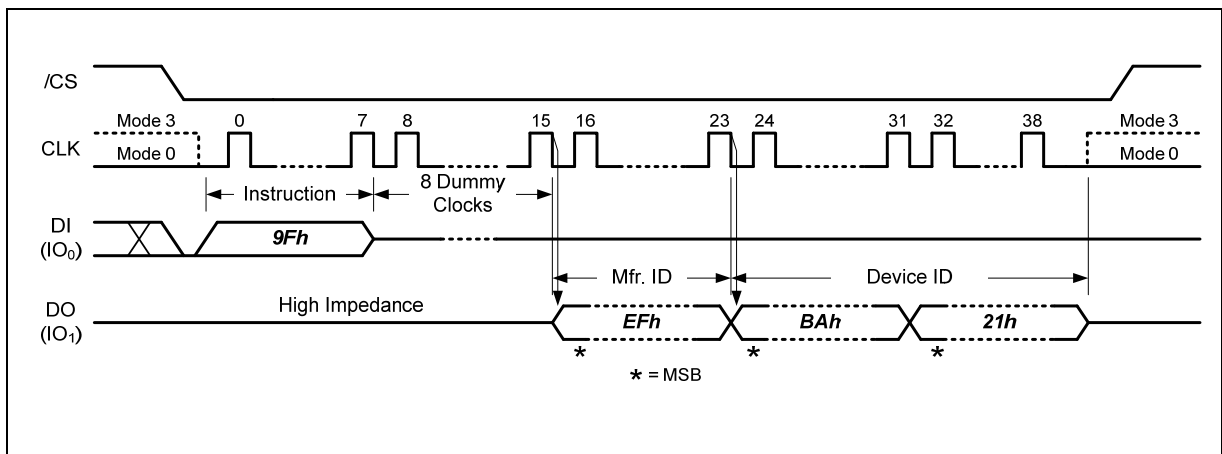 /CS
Mode 3 0 7 8 15 16 23 24 31 32 38 Mode 3
CLK Mode 0 Mode 0
Instruction 8 Dummy
Clocks
DI
(IO0) 9Fh
Mfr. ID Device ID
DO
(IO1) High Impedance EFh BAh 21h
* * *
* = MSB